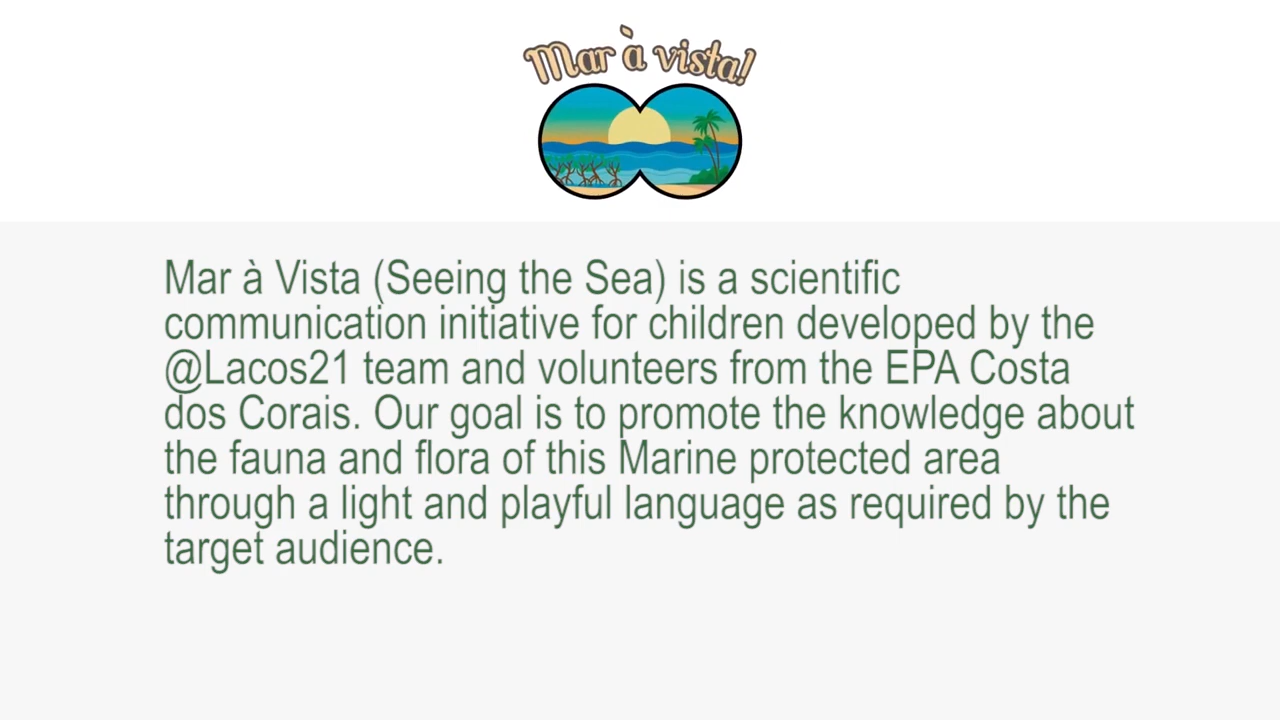 Mar à vista!
Mar à Vista (Seeing the Sea) is a scientific
communication initiative for children developed by the
@Lacos21 team and volunteers from the EPA Costa
dos Corais. Our goal is to promote the knowledge about
the fauna and flora of this Marine protected area
through a light and playful language as required by the
target audience.